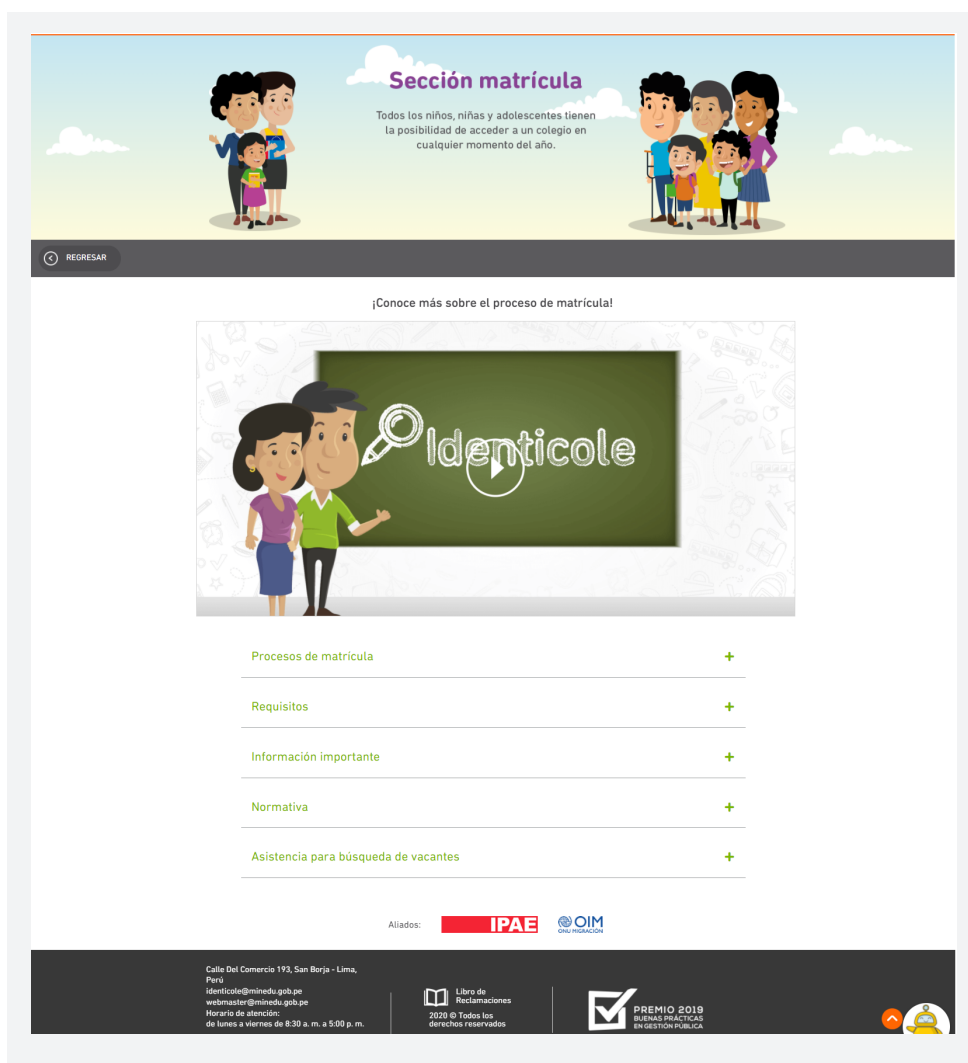 Sección matrícula
Todos los niños, niñas y adolescentes tienen
la posibilidad de acceder a un colegio en
cualquier momento del año.
REGRESAR
¡Conoce más sobre el proceso de matrícula!
Identicole
Procesos de matrícula +
Requisitos +
Información importante +
Normativa +
Asistencia para búsqueda de vacantes +
Aliados: IPAE OIM
ONU MIGRACIÓN
Calle Del Comercio 193, San Borja - Lima,
Perú
identicole@minedu.gob.pe
webmaster@minedu.gob.pe
Horario de atención:
de lunes a viernes de 8:30 a. m. a 5:00 p. m.
Libro de
Reclamaciones
2020 © Todos los
derechos reservados
PREMIO 2019
BUENAS PRÁCTICAS
EN GESTIÓN PÚBLICA